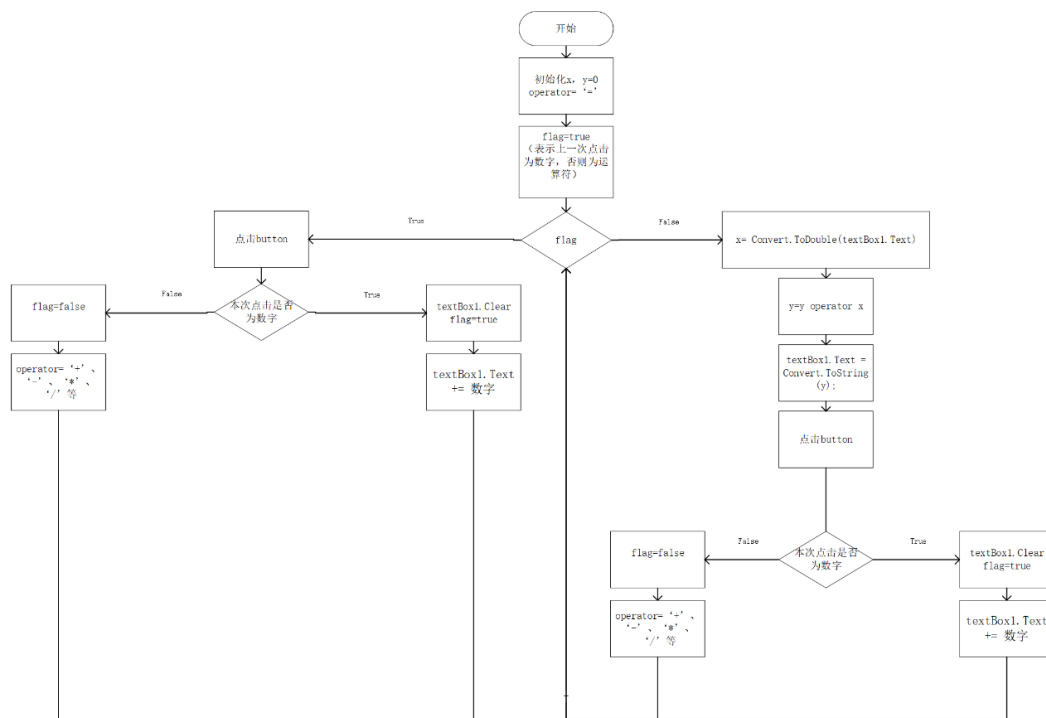 开始
初始化x，y=0
operator= ‘=’
flag=true
（表示上一次点击
为数字，否则为运
算符）
True
False
点击button
flag
x= Convert.ToDouble(textBox1.Text)
False
True
flag=false
本次点击是否
为数字
textBox1.Clear
flag=true
y=y operator x
operator= ‘+’、
‘-’、‘*’、
‘/’等
textBox1.Text
+= 数字
textBox1.Text =
Convert.ToString
(y);
点击button
False
True
flag=false
本次点击是否
为数字
textBox1.Clear
flag=true
operator= ‘+’、
‘-’、‘*’、
‘/’等
textBox1.Text
+= 数字